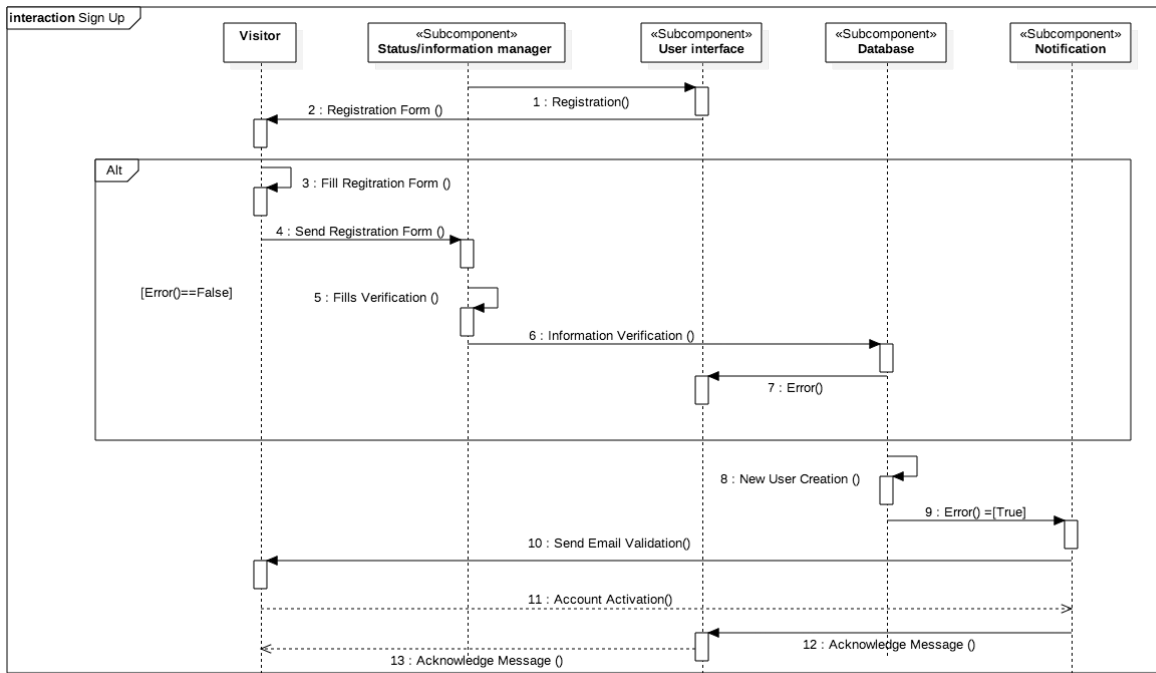 interaction Sign Up
Visitor
«Subcomponent»
Status/information manager
«Subcomponent»
User interface
«Subcomponent»
Database
«Subcomponent»
Notification
1 : Registration()
2 : Registration Form ()
Alt
3 : Fill Regitration Form ()
4 : Send Registration Form ()
[Error()==False]
5 : Fills Verification ()
6 : Information Verification ()
7 : Error()
8 : New User Creation ()
9 : Error() =[True]
10 : Send Email Validation()
11 : Account Activation()
12 : Acknowledge Message ()
13 : Acknowledge Message ()